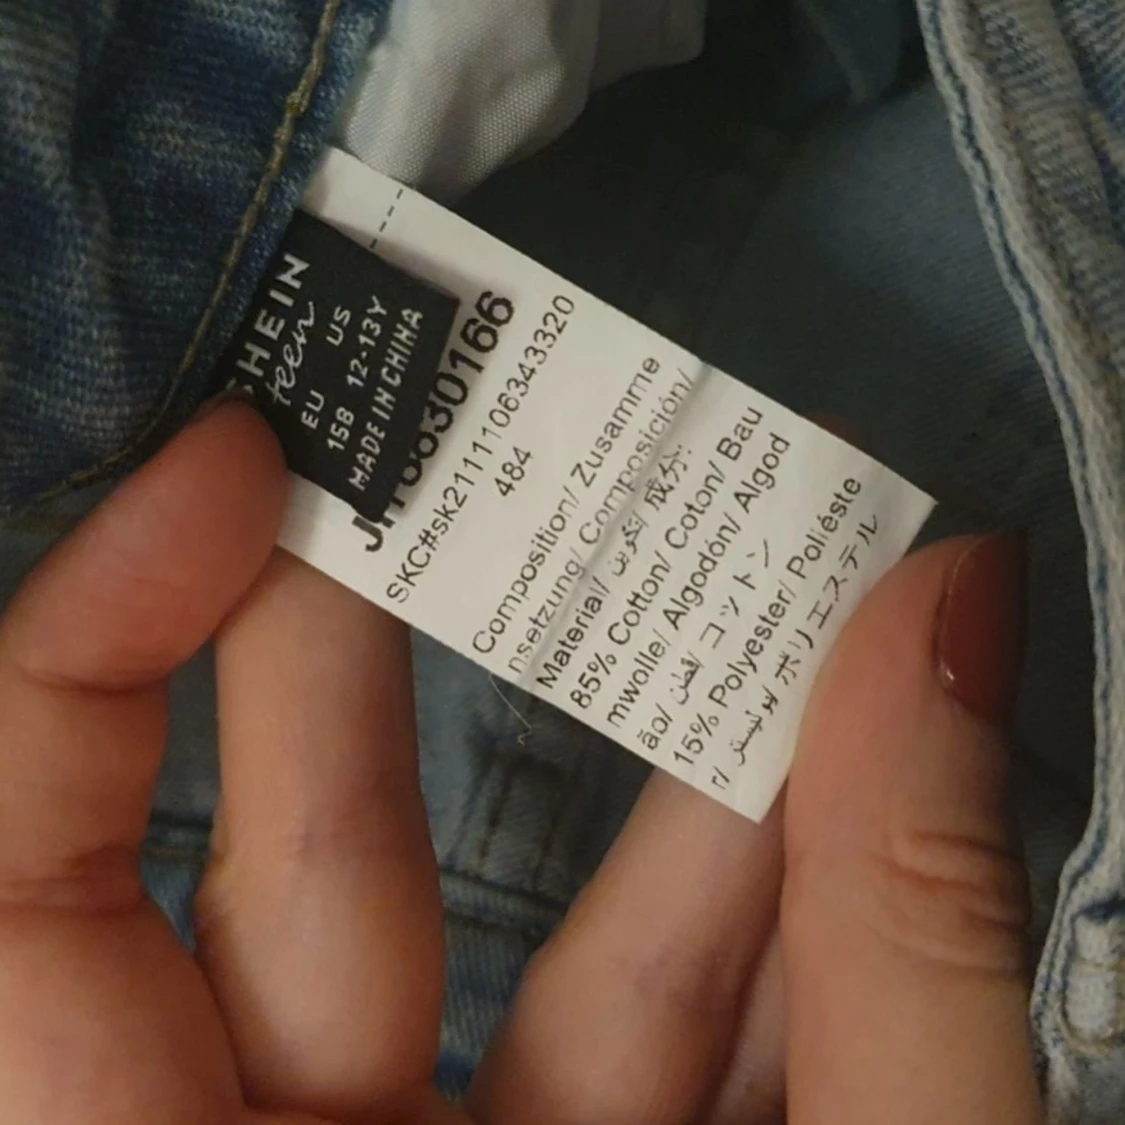 SHEIN
teen
EU US
158 12-13Y
MADE IN CHINA
30166
SKC#sk2111106343320
484
Composition/ Zusamme
nsetzung/ Composición/
Material/ تكوين/ 成分:
85% Cotton/ Coton/ Bau
mwolle/ Algodón/ Algod
ão/ قطن/ コットン
15% Polyester/ Poliéste
r/ بوليستر/ ポリエステル